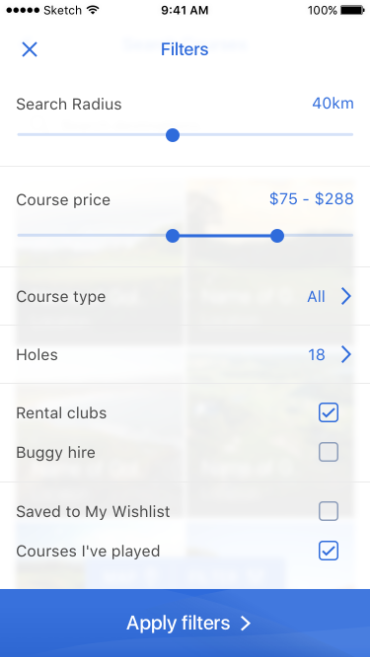 Sketch 9:41 AM 100%
Filters
Search Radius 40km
Course price $75 - $288
Course type All
Holes 18
Rental clubs
Buggy hire
Saved to My Wishlist
Courses I've played
Apply filters